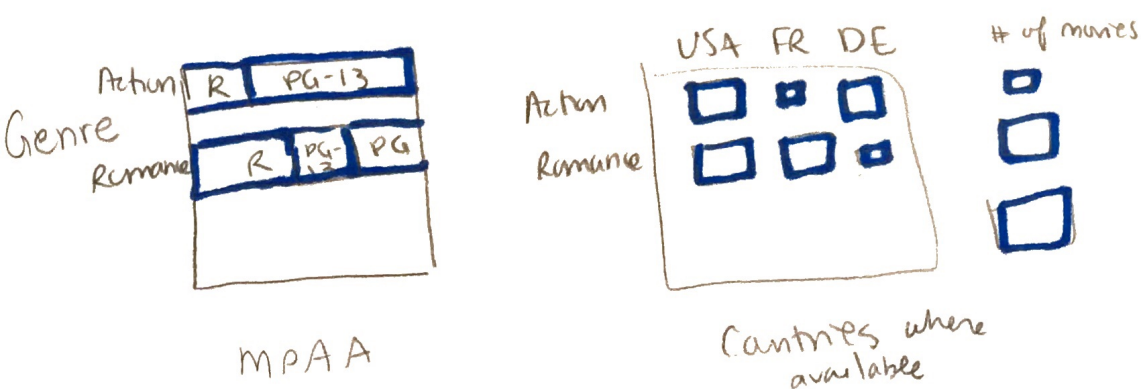 USA FR DE
# of movies
Action R PG-13
Action
Genre
Romance R PG-13 PG
Romance
MPAA
Countries where
available